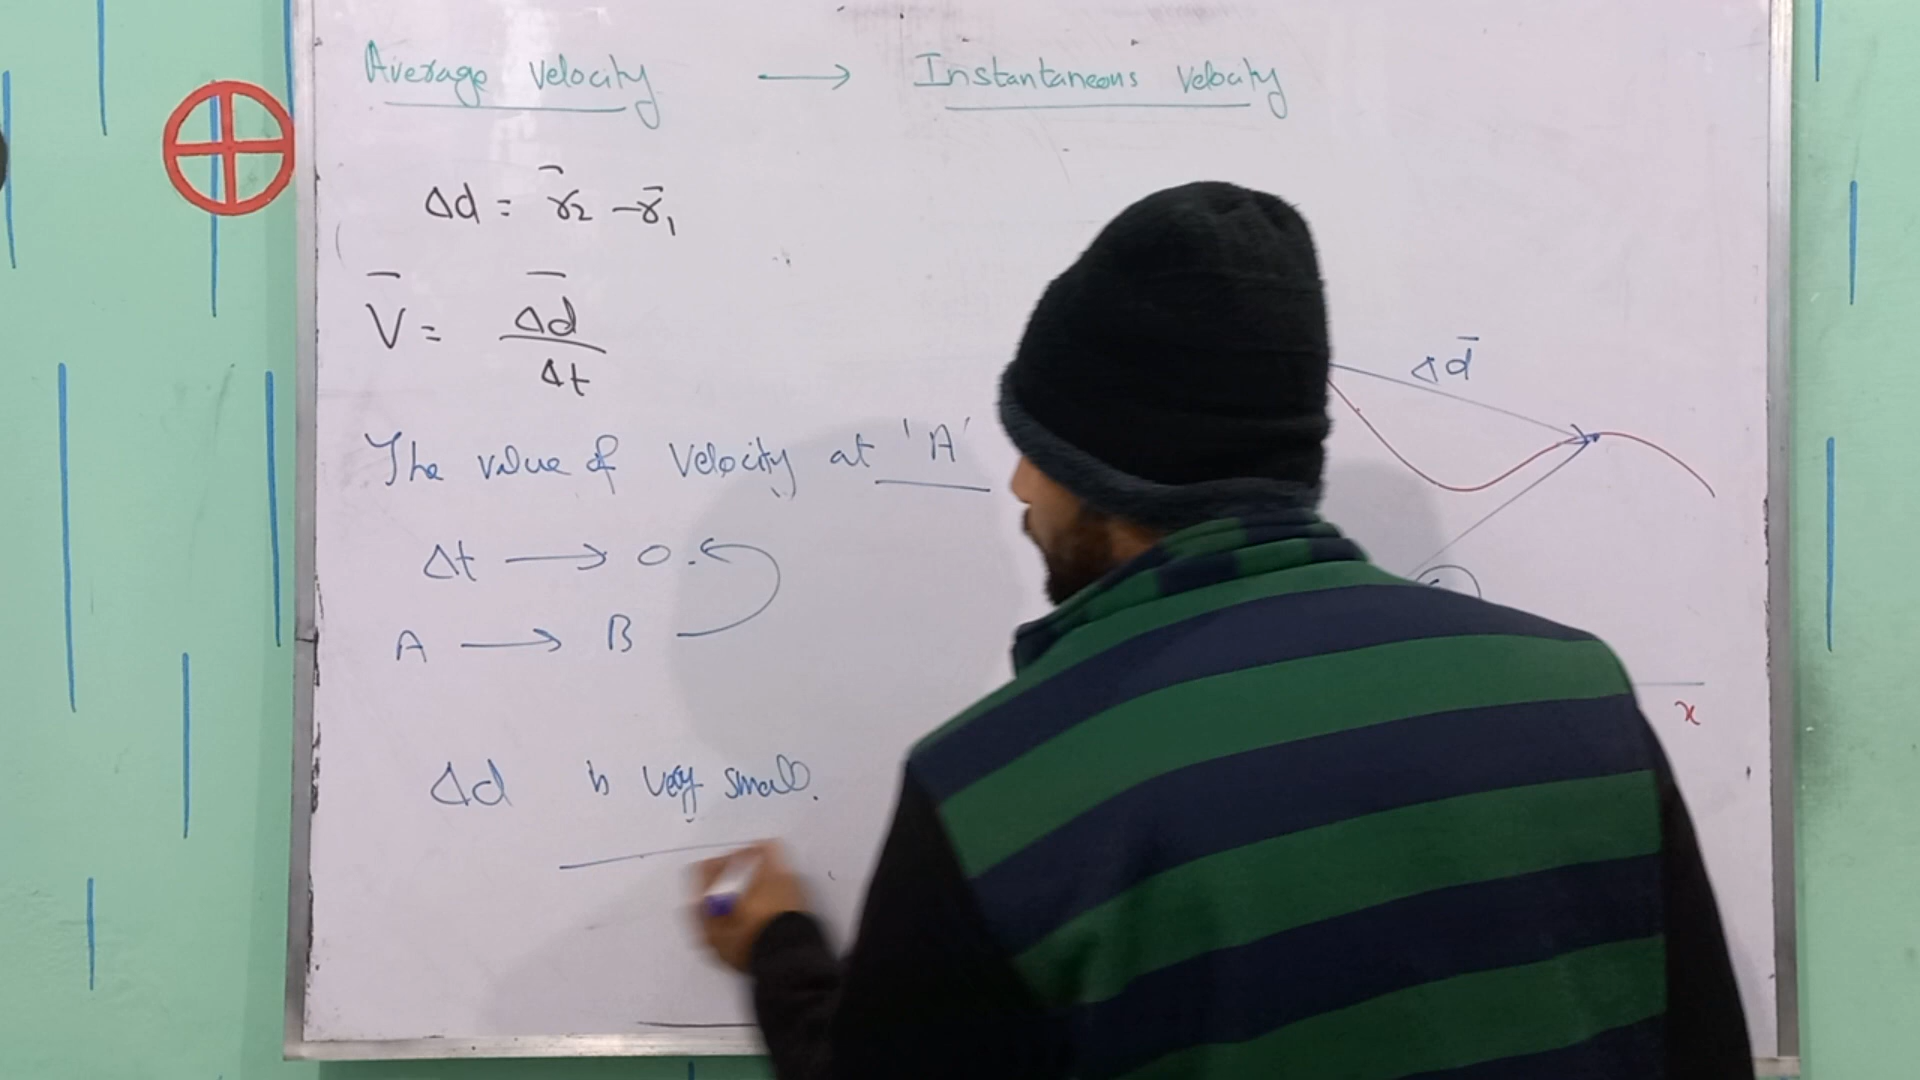 Average Velocity → Instantaneous Velocity
Δd = r̄₂ - r̄₁
V̄ = Δd̄ / Δt
The value of Velocity at 'A'
Δt → 0.
A → B
Δd is very small.
Δd̄
x